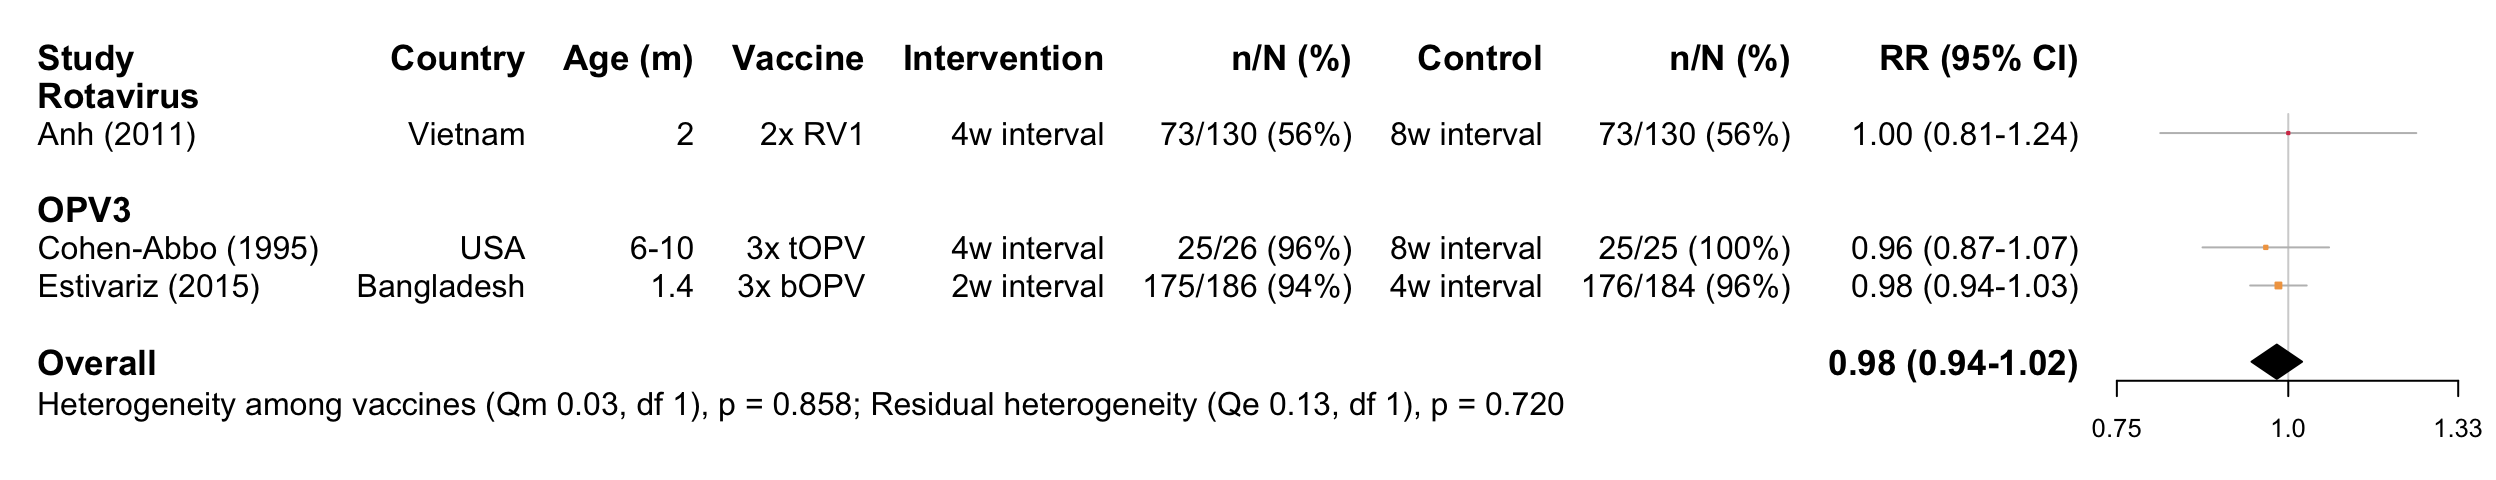 Study Country Age (m) Vaccine Intervention n/N (%) Control n/N (%) RR (95% CI)
Rotavirus
Anh (2011) Vietnam 2 2x RV1 4w interval 73/130 (56%) 8w interval 73/130 (56%) 1.00 (0.81-1.24)
OPV3
Cohen-Abbo (1995) USA 6-10 3x tOPV 4w interval 25/26 (96%) 8w interval 25/25 (100%) 0.96 (0.87-1.07)
Estivariz (2015) Bangladesh 1.4 3x bOPV 2w interval 175/186 (94%) 4w interval 176/184 (96%) 0.98 (0.94-1.03)
Overall 0.98 (0.94-1.02)
Heterogeneity among vaccines (Qm 0.03, df 1), p = 0.858; Residual heterogeneity (Qe 0.13, df 1), p = 0.720
0.75 1.0 1.33